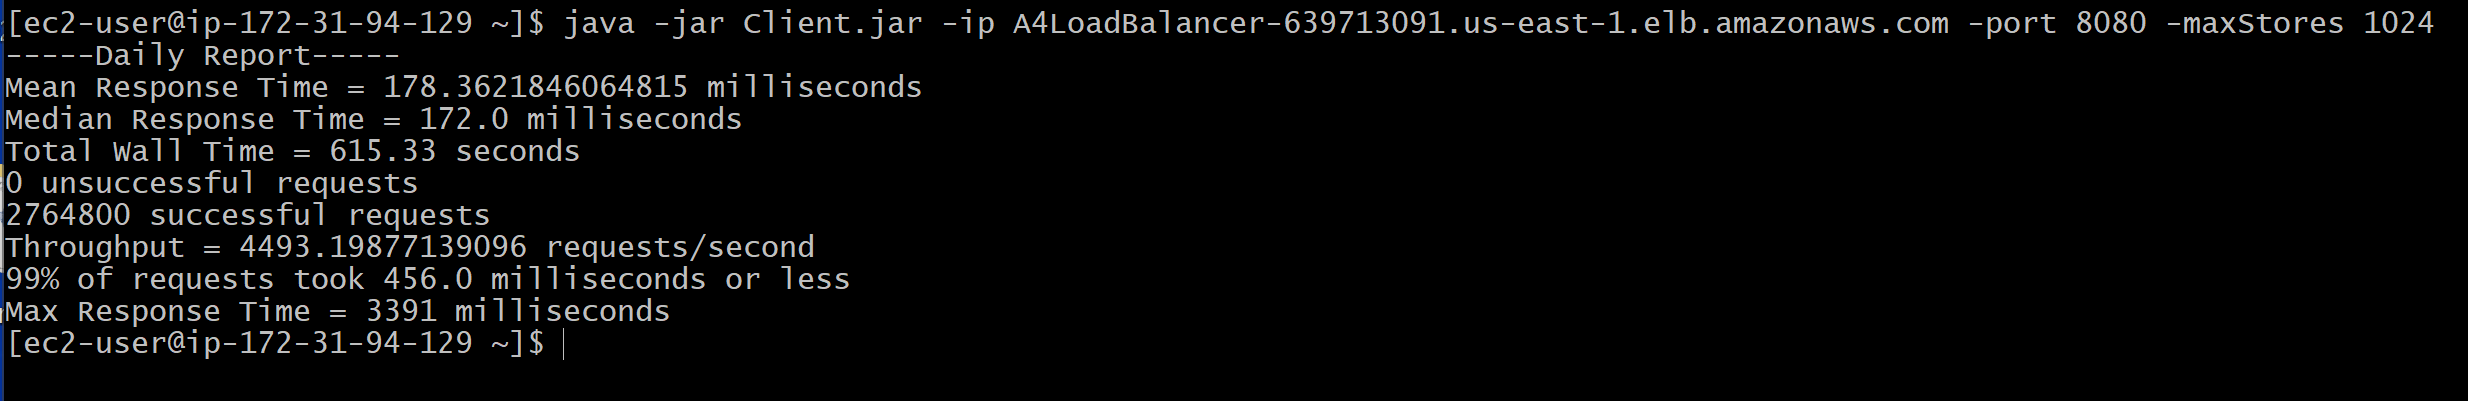 [ec2-user@ip-172-31-94-129 ~]$ java -jar Client.jar -ip A4LoadBalancer-639713091.us-east-1.elb.amazonaws.com -port 8080 -maxStores 1024
-----Daily Report-----
Mean Response Time = 178.3621846064815 milliseconds
Median Response Time = 172.0 milliseconds
Total Wall Time = 615.33 seconds
0 unsuccessful requests
2764800 successful requests
Throughput = 4493.19877139096 requests/second
99% of requests took 456.0 milliseconds or less
Max Response Time = 3391 milliseconds
[ec2-user@ip-172-31-94-129 ~]$